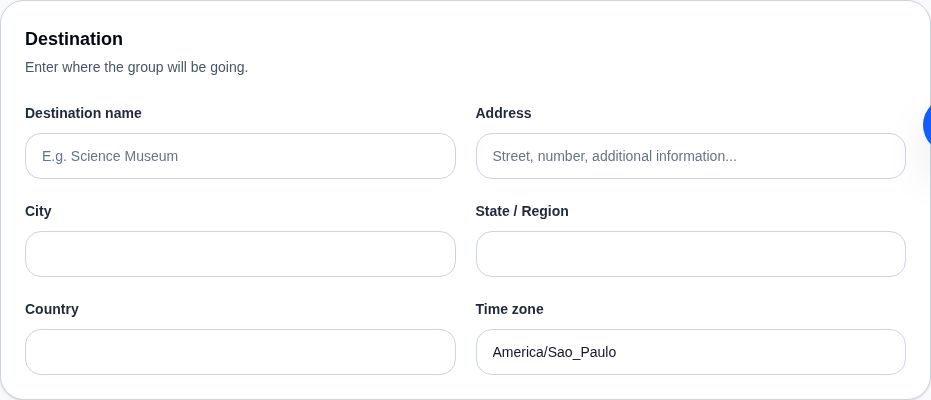 Destination
Enter where the group will be going.
Destination name
Address
E.g. Science Museum
Street, number, additional information...
City
State / Region
Country
Time zone
America/Sao_Paulo